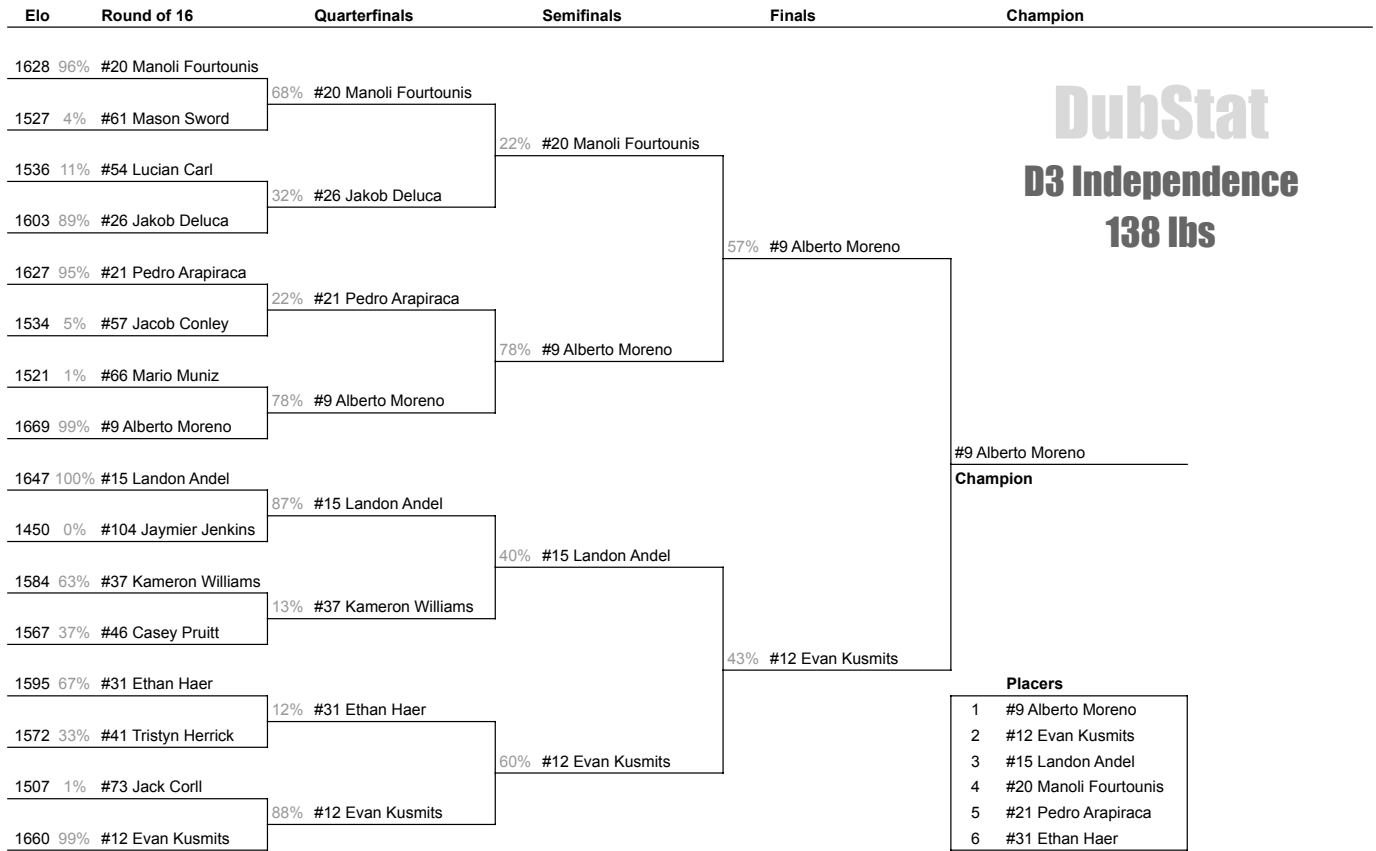 Elo Round of 16 Quarterfinals Semifinals Finals Champion
1628 96% #20 Manoli Fourtounis
68% #20 Manoli Fourtounis
1527 4% #61 Mason Sword
22% #20 Manoli Fourtounis
1536 11% #54 Lucian Carl
32% #26 Jakob Deluca
1603 89% #26 Jakob Deluca
57% #9 Alberto Moreno
1627 95% #21 Pedro Arapiraca
22% #21 Pedro Arapiraca
1534 5% #57 Jacob Conley
78% #9 Alberto Moreno
1521 1% #66 Mario Muniz
78% #9 Alberto Moreno
1669 99% #9 Alberto Moreno
#9 Alberto Moreno
Champion
1647 100% #15 Landon Andel
87% #15 Landon Andel
1450 0% #104 Jaymier Jenkins
40% #15 Landon Andel
1584 63% #37 Kameron Williams
13% #37 Kameron Williams
1567 37% #46 Casey Pruitt
43% #12 Evan Kusmits
1595 67% #31 Ethan Haer
12% #31 Ethan Haer
1572 33% #41 Tristyn Herrick
60% #12 Evan Kusmits
1507 1% #73 Jack Corll
88% #12 Evan Kusmits
1660 99% #12 Evan Kusmits
DubStat
D3 Independence
138 lbs
Placers
1 #9 Alberto Moreno
2 #12 Evan Kusmits
3 #15 Landon Andel
4 #20 Manoli Fourtounis
5 #21 Pedro Arapiraca
6 #31 Ethan Haer